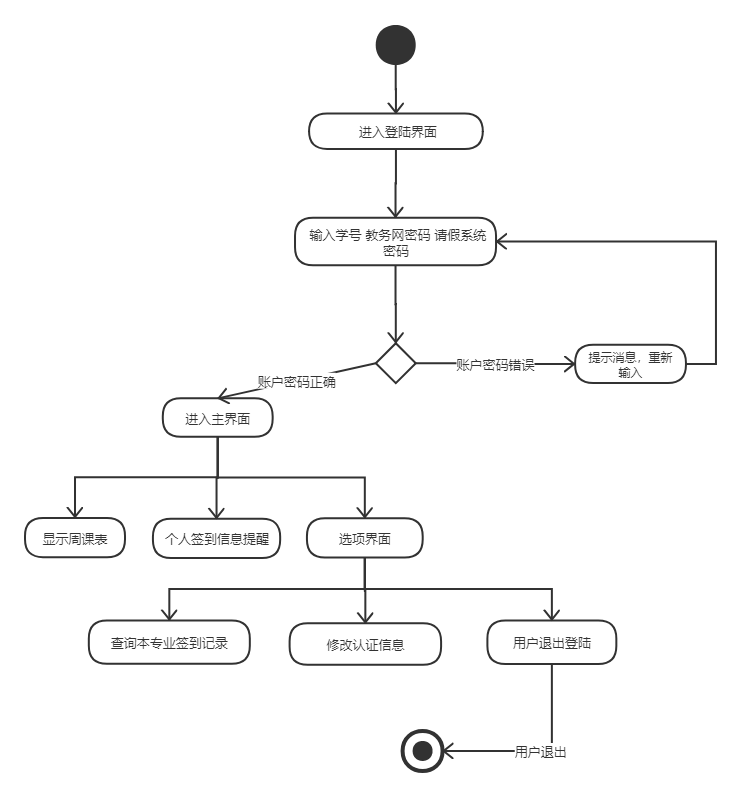 进入登陆界面
输入学号 教务网密码 请假系统
密码
账户密码错误
提示消息，重新
输入
账户密码正确
进入主界面
显示周课表
个人签到信息提醒
选项界面
查询本专业签到记录
修改认证信息
用户退出登陆
用户退出